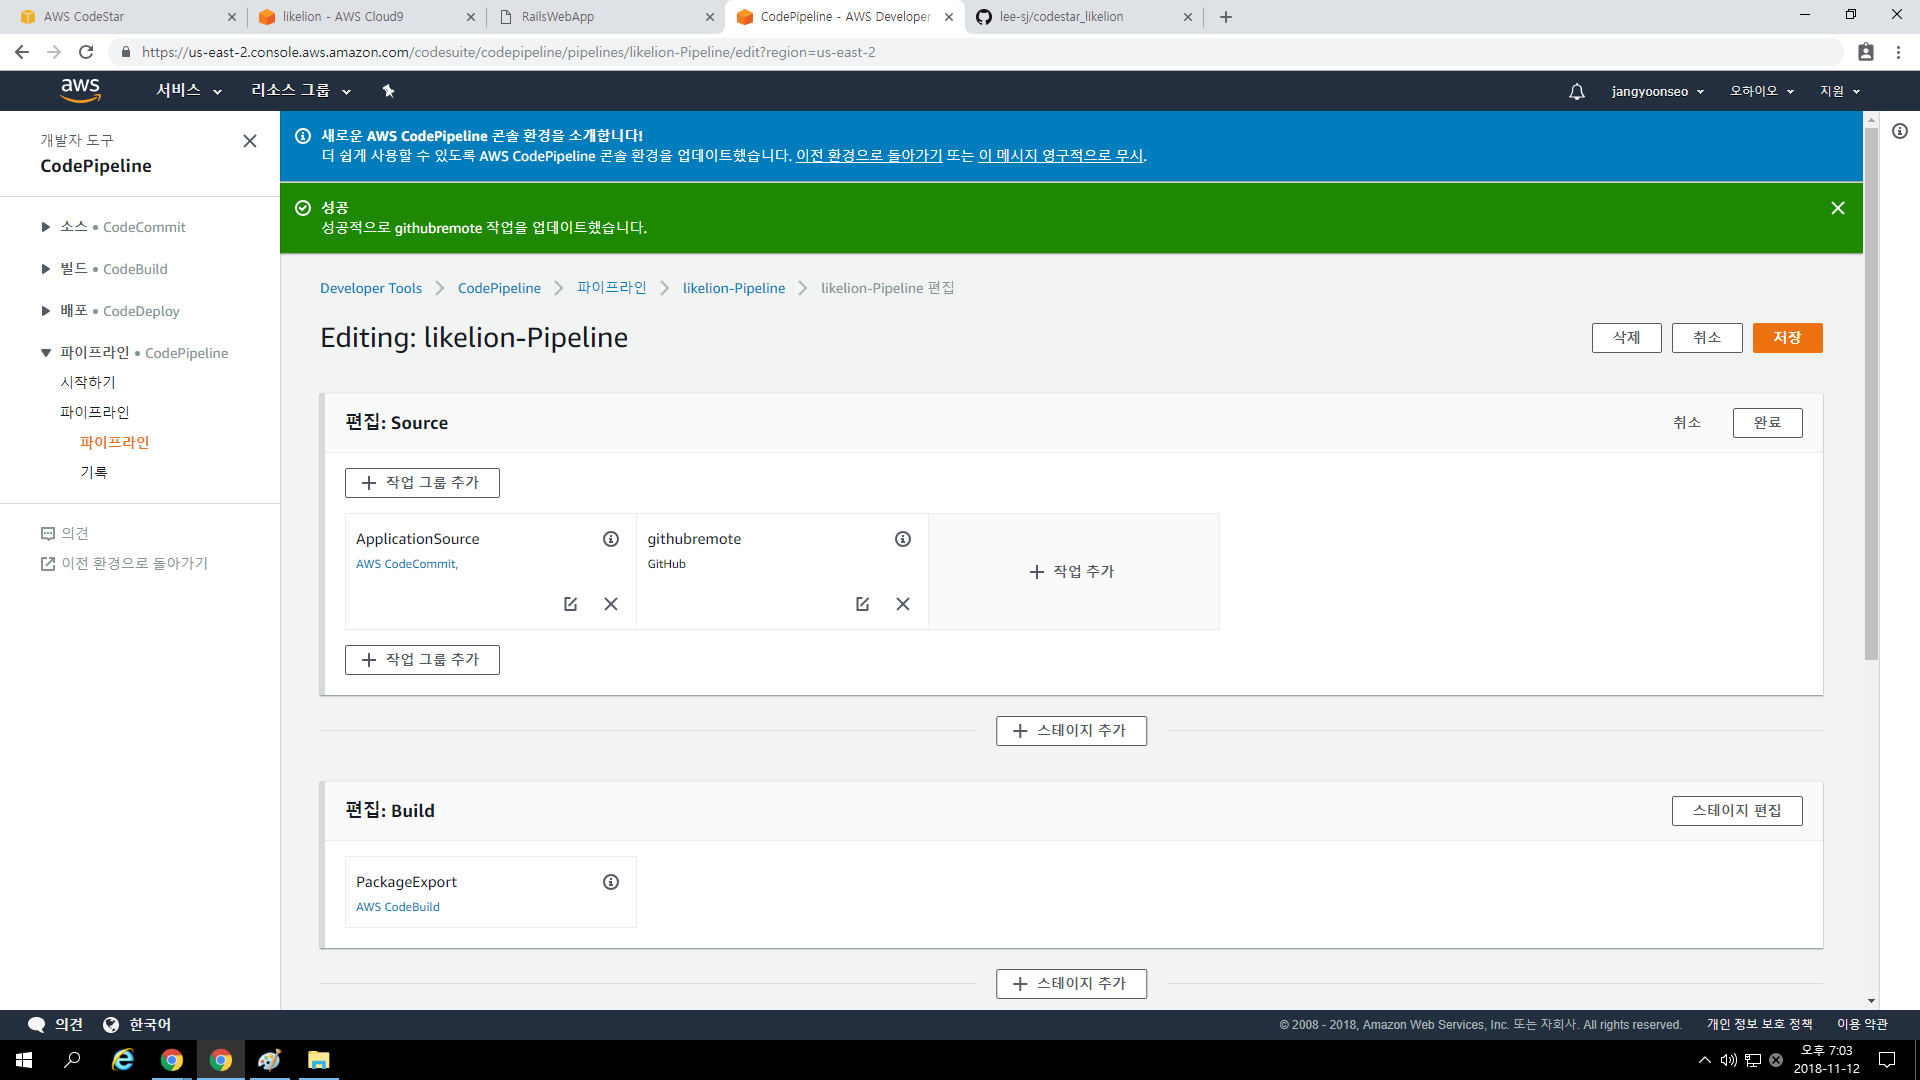 AWS CodeStar
likelion - AWS Cloud9
RailsWebApp
CodePipeline - AWS Developer
lee-sj/codestar_likelion
https://us-east-2.console.aws.amazon.com/codesuite/codepipeline/pipelines/likelion-Pipeline/edit?region=us-east-2
aws
서비스
리소스 그룹
jangyoonseo
오하이오
지원
개발자 도구
CodePipeline
소스 • CodeCommit
빌드 • CodeBuild
배포 • CodeDeploy
파이프라인 • CodePipeline
시작하기
파이프라인
파이프라인
기록
의견
이전 환경으로 돌아가기
새로운 AWS CodePipeline 콘솔 환경을 소개합니다!
더 쉽게 사용할 수 있도록 AWS CodePipeline 콘솔 환경을 업데이트했습니다. 이전 환경으로 돌아가기 또는 이 메시지 영구적으로 무시.
성공
성공적으로 githubremote 작업을 업데이트했습니다.
Developer Tools
CodePipeline
파이프라인
likelion-Pipeline
likelion-Pipeline 편집
Editing: likelion-Pipeline
삭제
취소
저장
편집: Source
취소
완료
작업 그룹 추가
ApplicationSource
AWS CodeCommit,
githubremote
GitHub
작업 추가
작업 그룹 추가
스테이지 추가
편집: Build
스테이지 편집
PackageExport
AWS CodeBuild
스테이지 추가
의견
한국어
© 2008 - 2018, Amazon Web Services, Inc. 또는 자회사. All rights reserved.
개인 정보 보호 정책
이용 약관
오후 7:03
2018-11-12